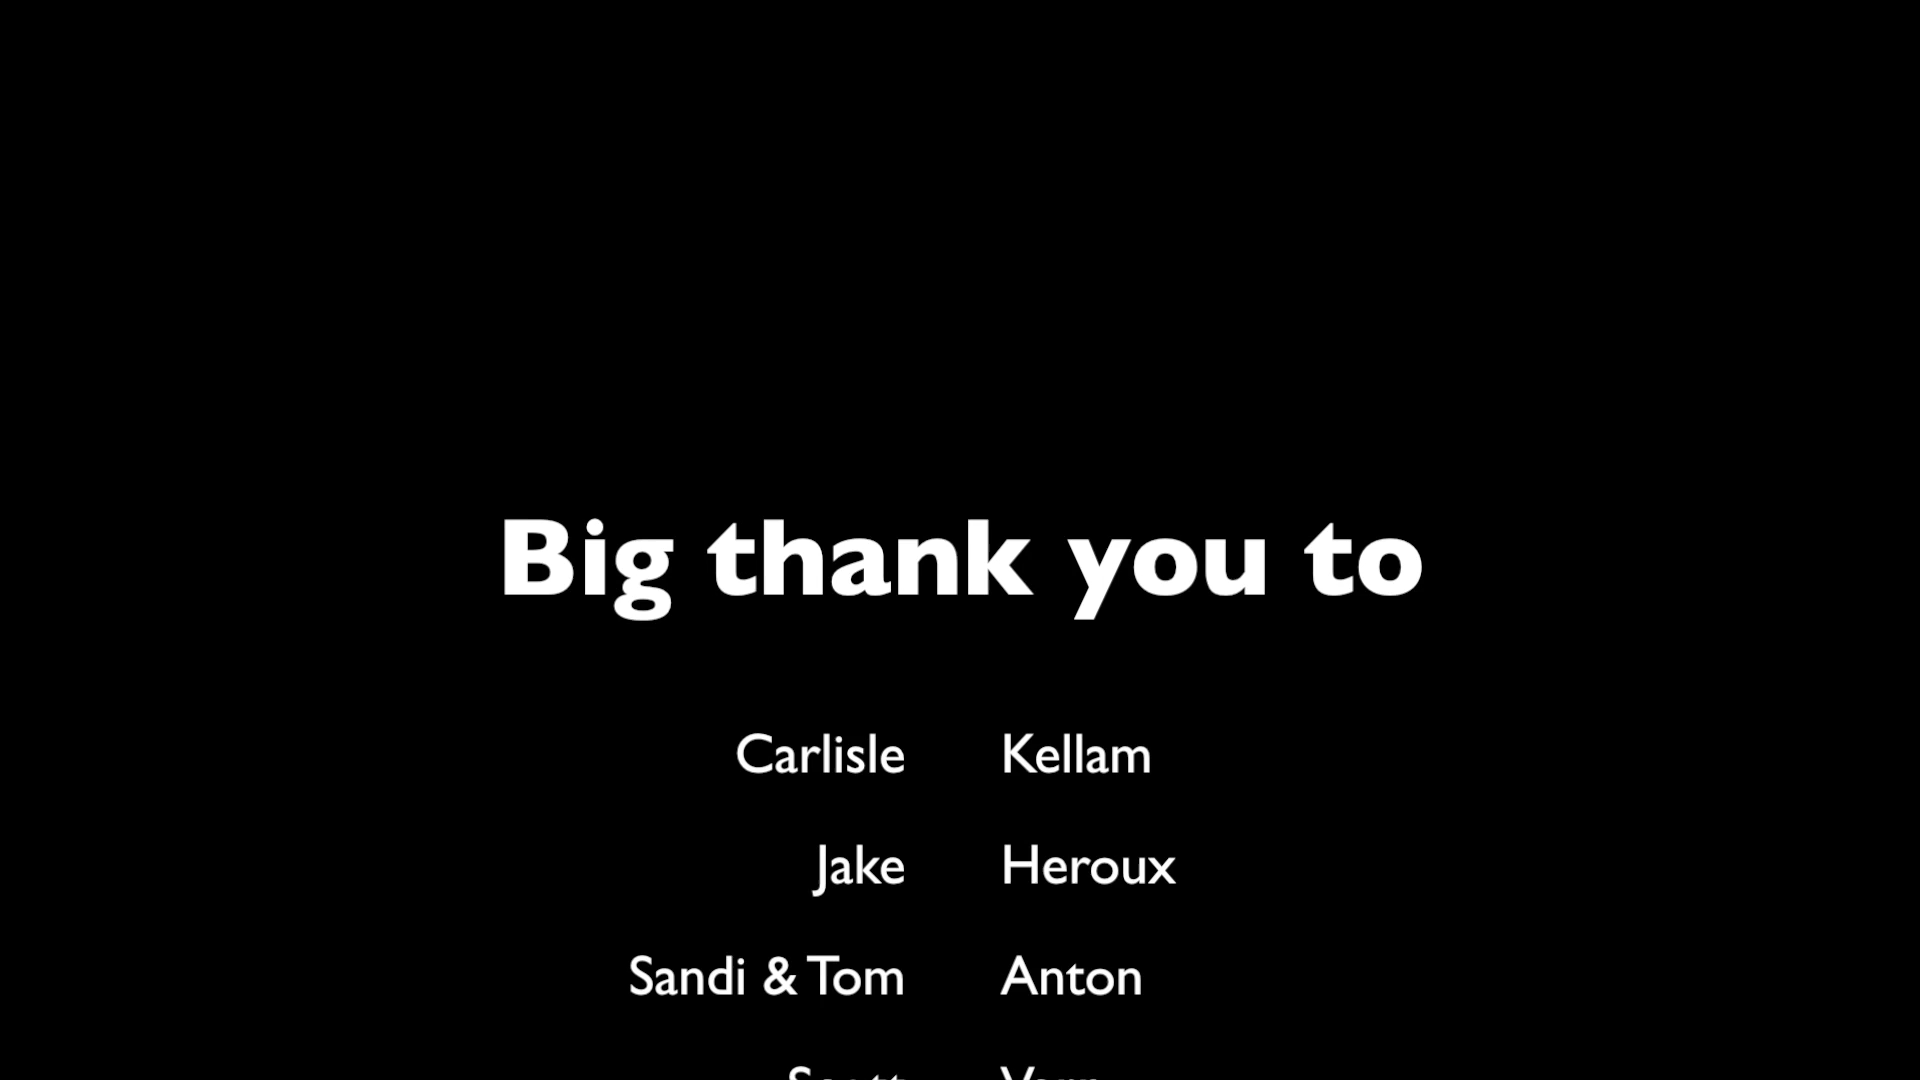 Big thank you to
Carlisle Kellam
Jake Heroux
Sandi & Tom Anton